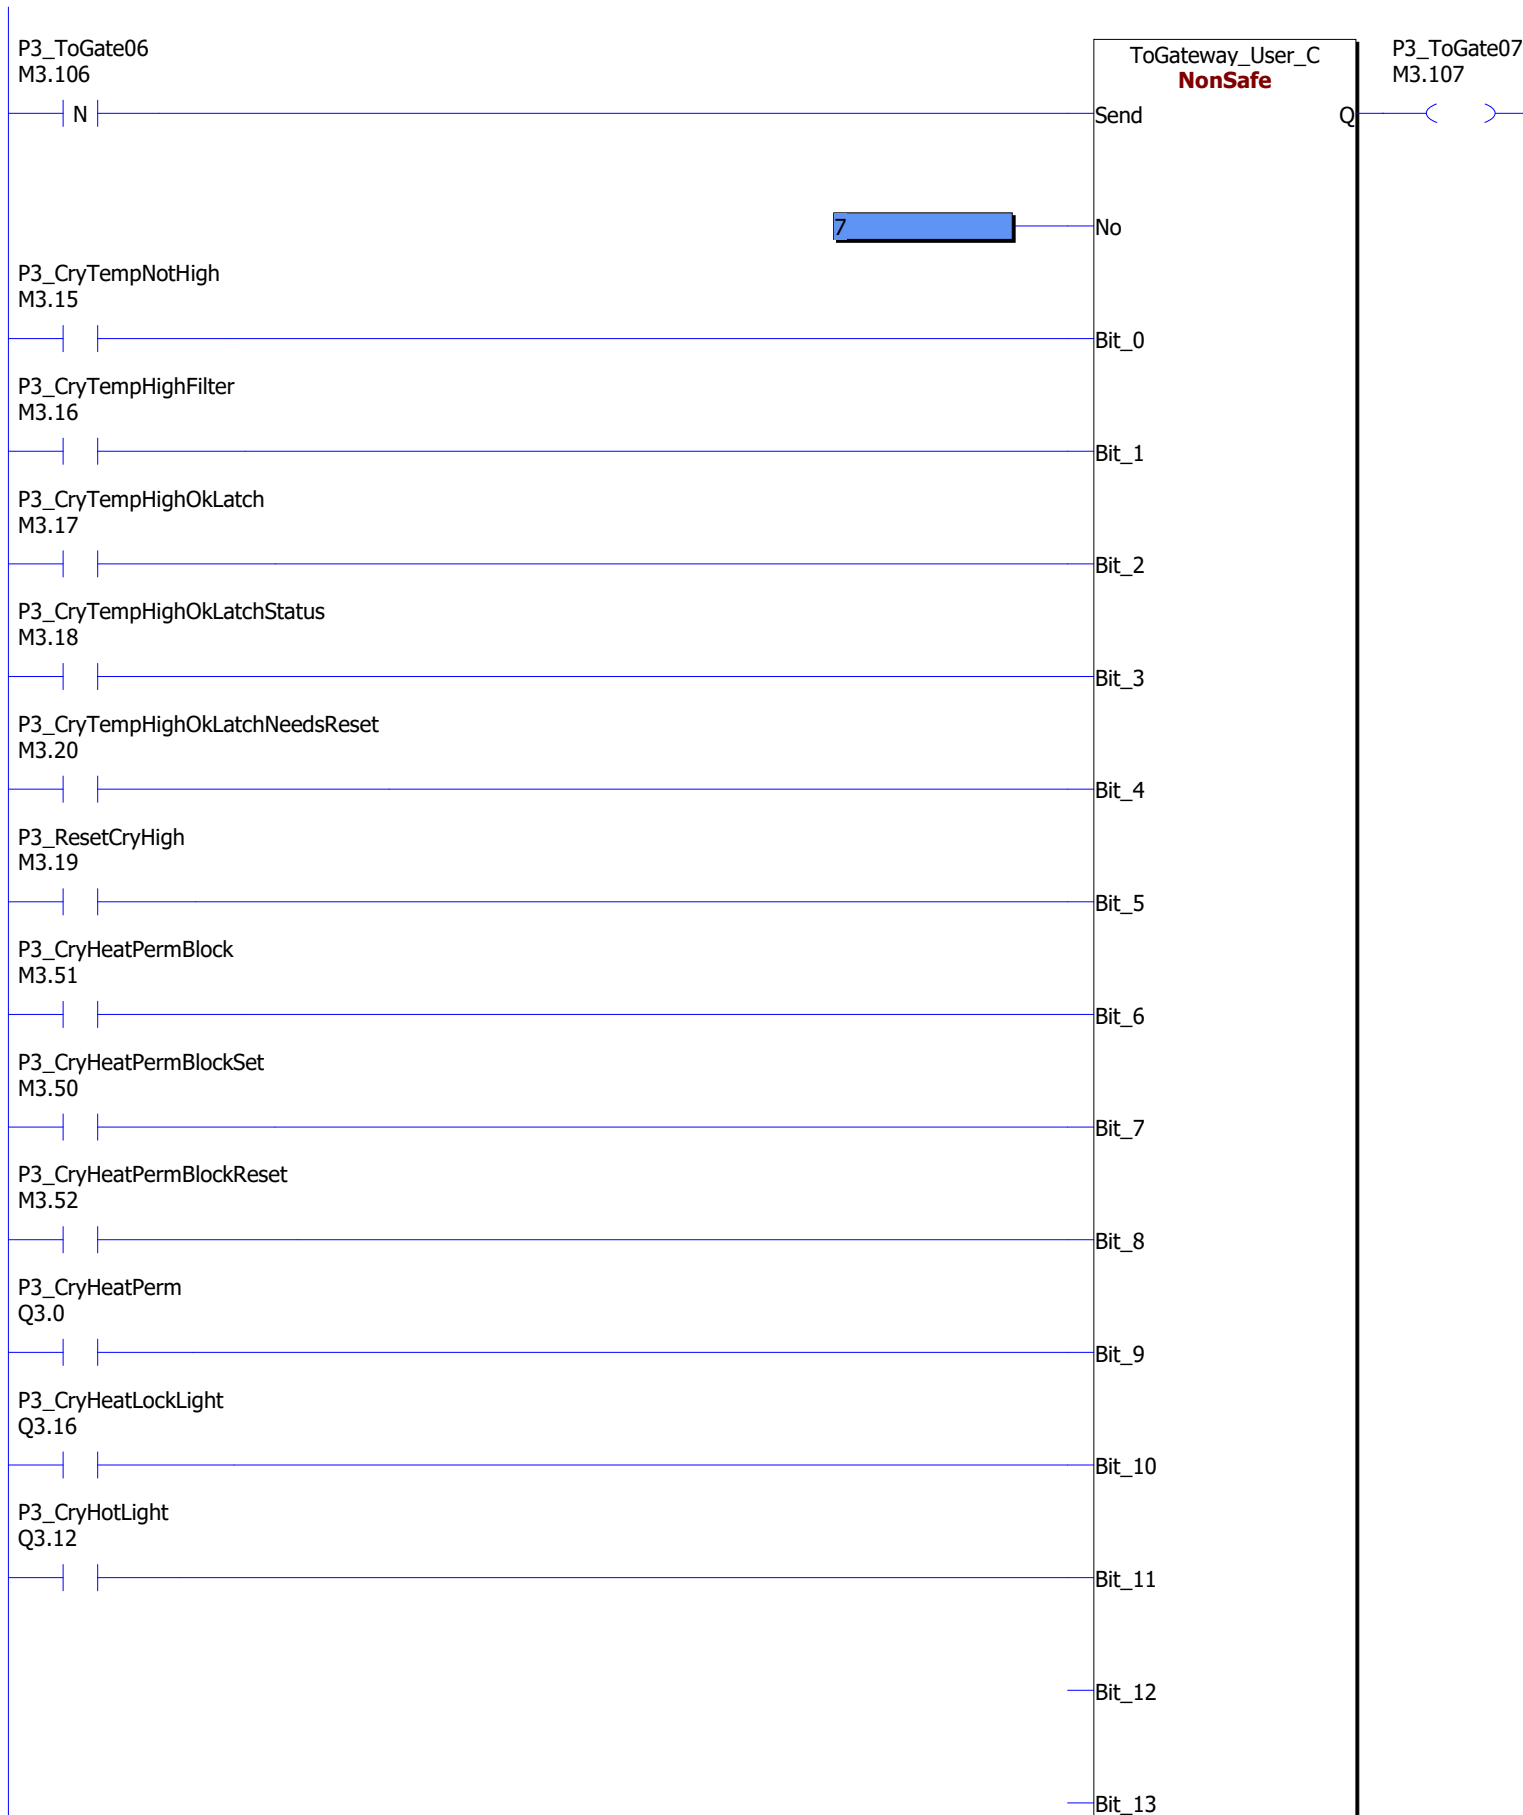 P3_ToGate06
M3.106
N
ToGateway_User_C
NonSafe
Send
Q
P3_ToGate07
M3.107
7
No
P3_CryTempNotHigh
M3.15
Bit_0
P3_CryTempHighFilter
M3.16
Bit_1
P3_CryTempHighOkLatch
M3.17
Bit_2
P3_CryTempHighOkLatchStatus
M3.18
Bit_3
P3_CryTempHighOkLatchNeedsReset
M3.20
Bit_4
P3_ResetCryHigh
M3.19
Bit_5
P3_CryHeatPermBlock
M3.51
Bit_6
P3_CryHeatPermBlockSet
M3.50
Bit_7
P3_CryHeatPermBlockReset
M3.52
Bit_8
P3_CryHeatPerm
Q3.0
Bit_9
P3_CryHeatLockLight
Q3.16
Bit_10
P3_CryHotLight
Q3.12
Bit_11
Bit_12
Bit_13